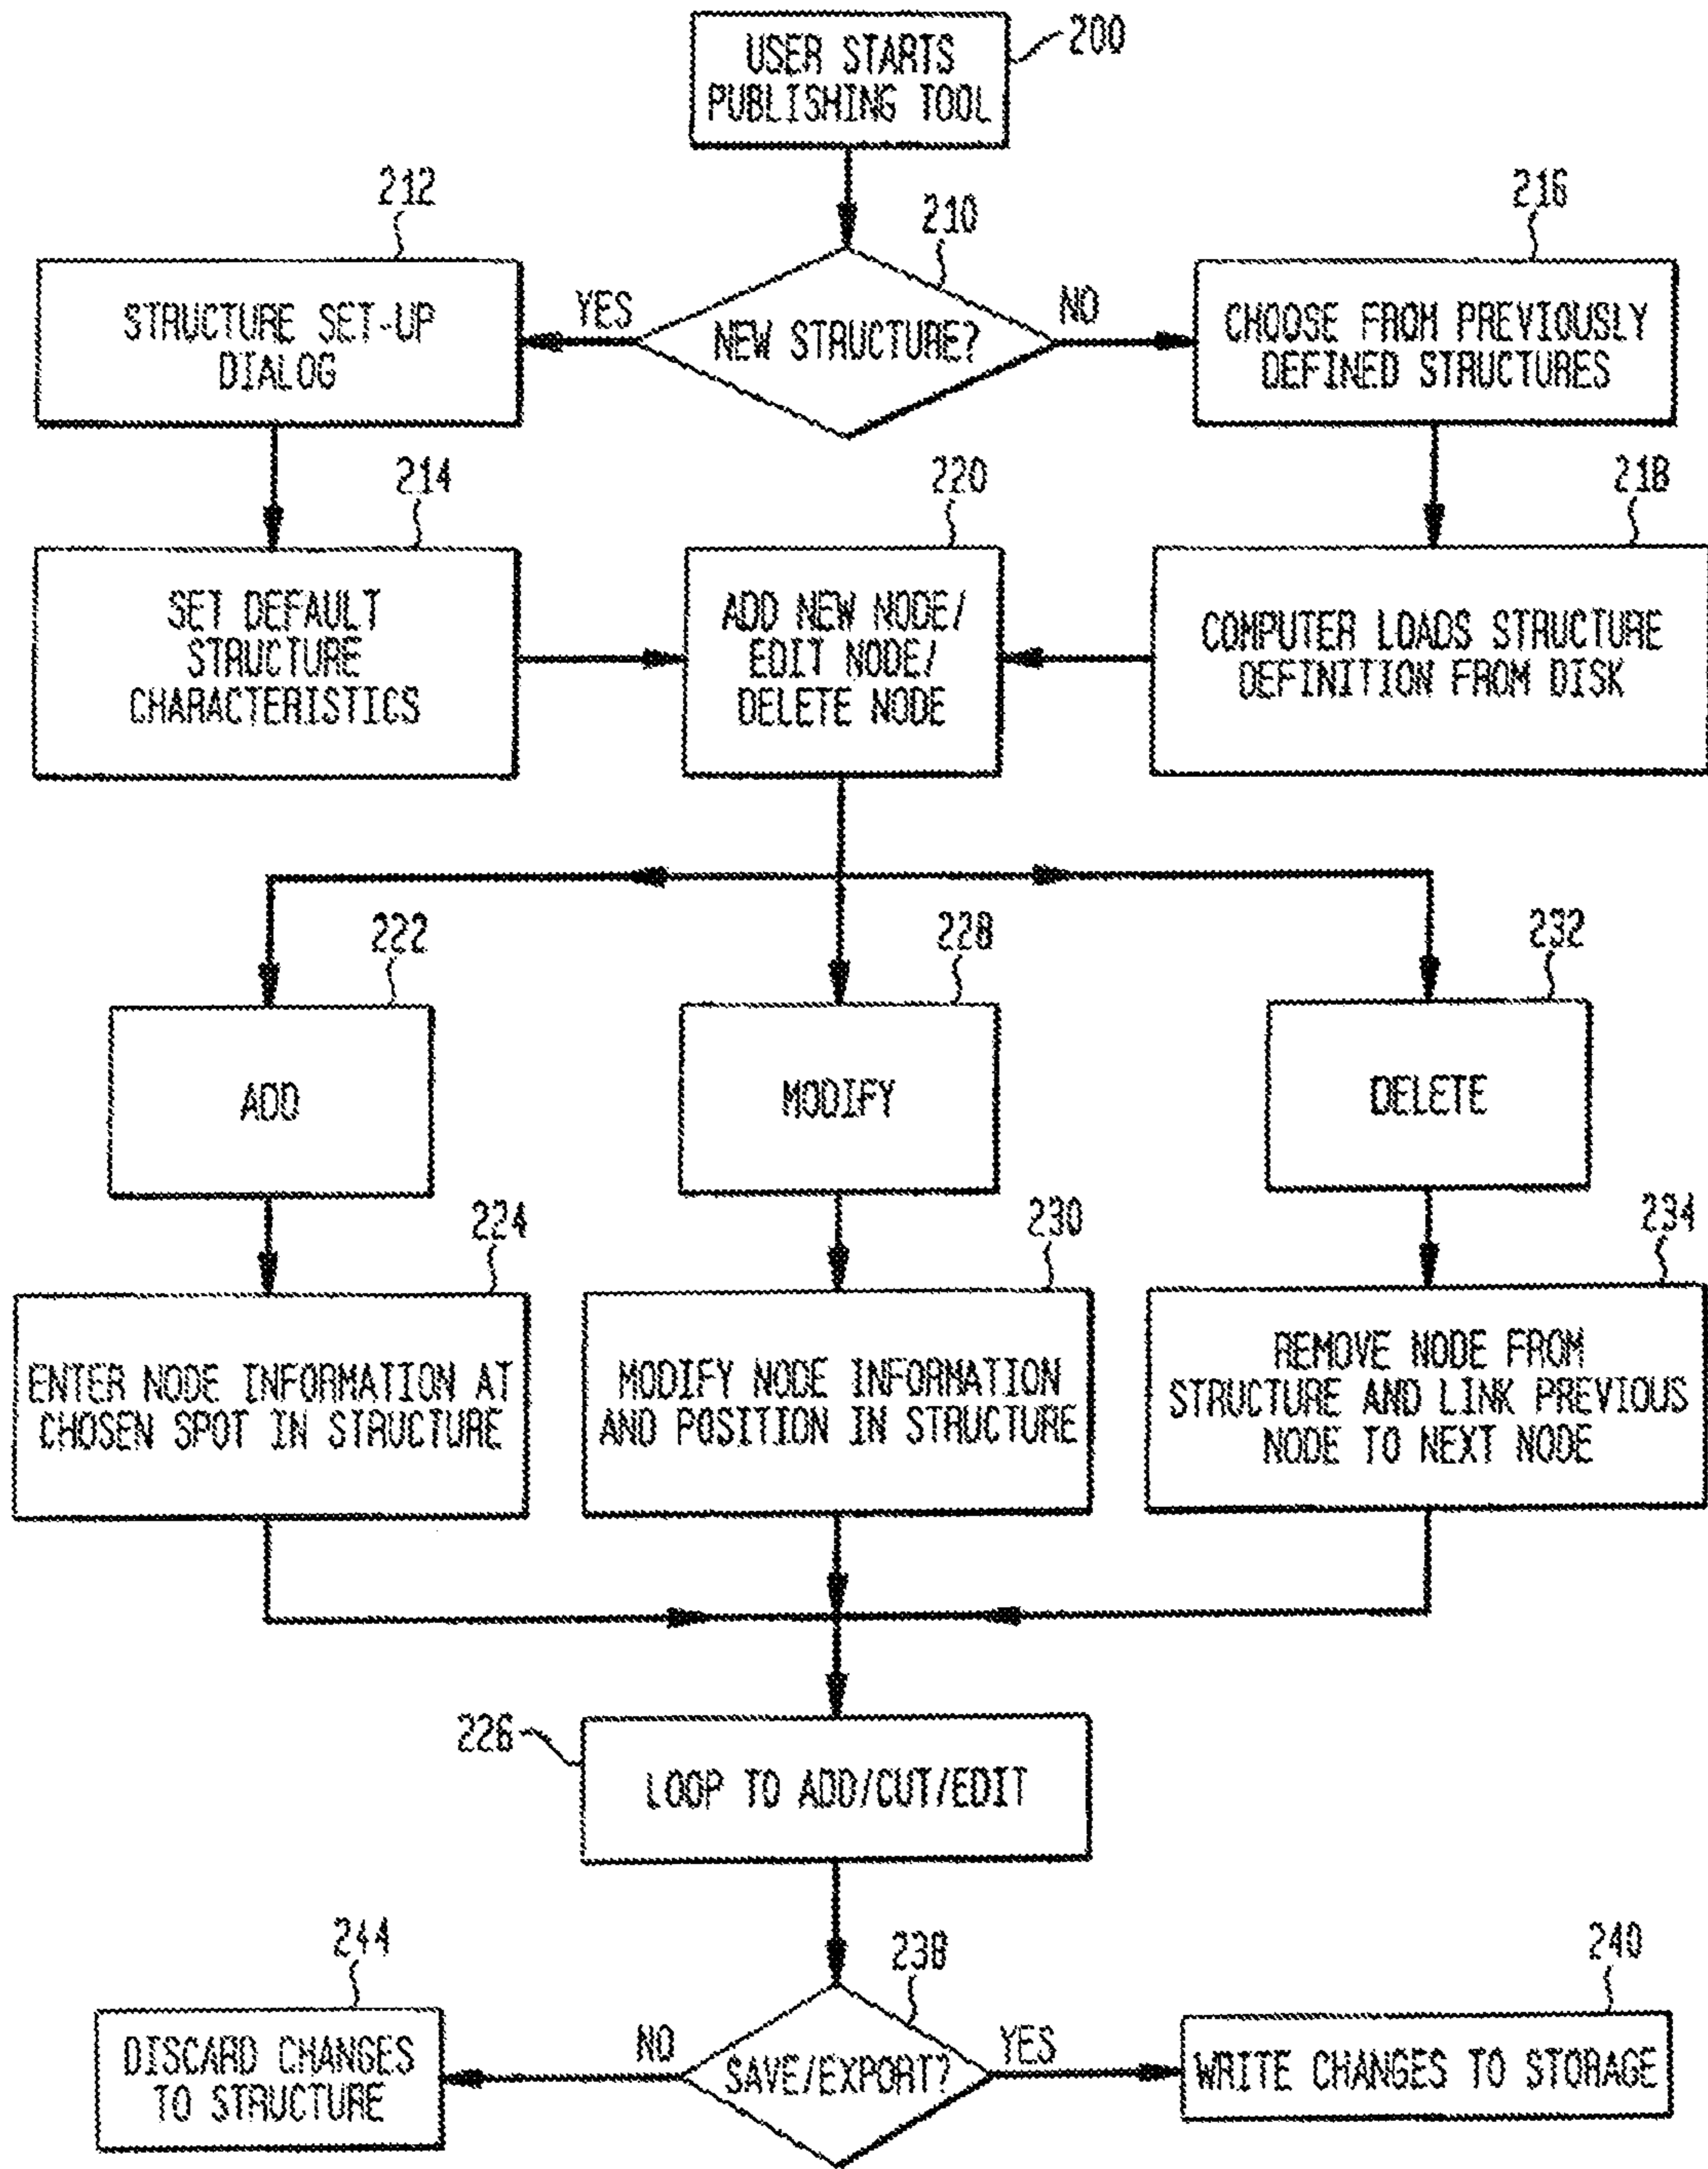 USER STARTS
PUBLISHING TOOL
200
212
210
216
STRUCTURE SET-UP
DIALOG
YES
NEW STRUCTURE?
NO
CHOOSE FROM PREVIOUSLY
DEFINED STRUCTURES
214
220
218
SET DEFAULT
STRUCTURE
CHARACTERISTICS
ADD NEW NODE/
EDIT NODE/
DELETE NODE
COMPUTER LOADS STRUCTURE
DEFINITION FROM DISK
222
228
232
ADD
MODIFY
DELETE
224
230
234
ENTER NODE INFORMATION AT
CHOSEN SPOT IN STRUCTURE
MODIFY NODE INFORMATION
AND POSITION IN STRUCTURE
REMOVE NODE FROM
STRUCTURE AND LINK PREVIOUS
NODE TO NEXT NODE
226
LOOP TO ADD/CUT/EDIT
244
238
240
DISCARD CHANGES
TO STRUCTURE
NO
SAVE/EXPORT?
YES
WRITE CHANGES TO STORAGE